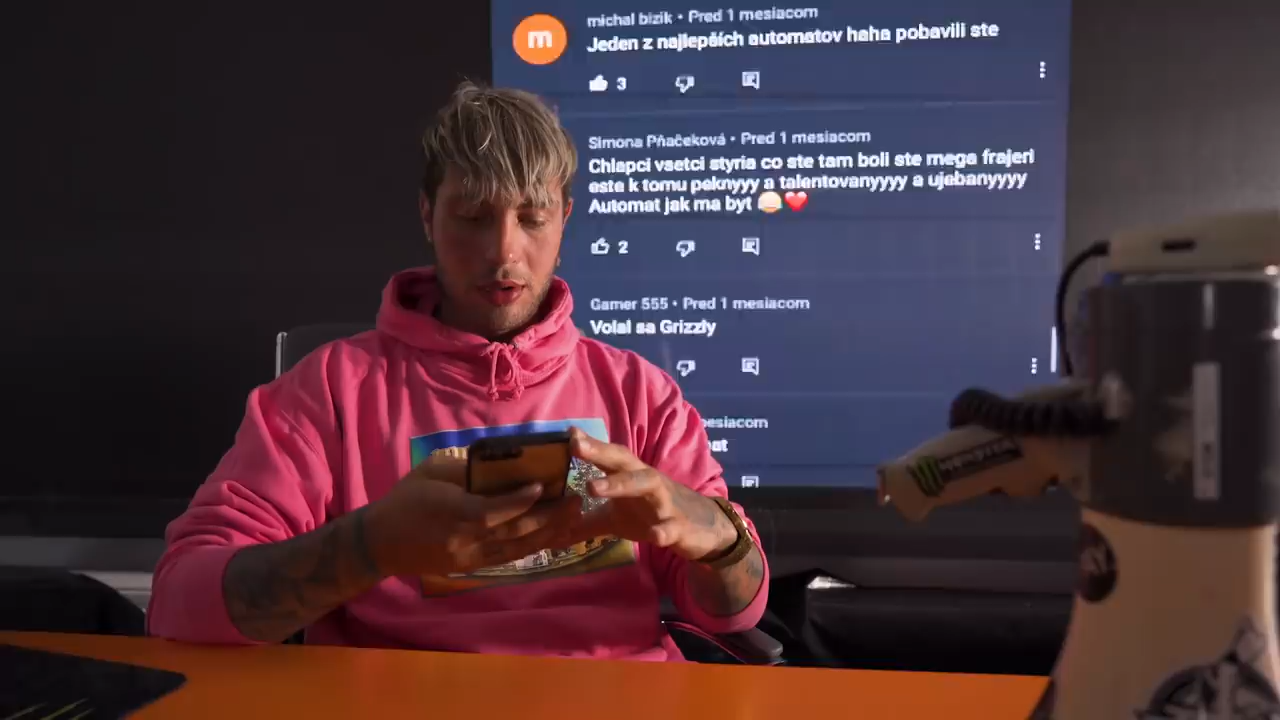 m
michal bizik • Pred 1 mesiacom
Jeden z najlepších automatov haha pobavili ste
3
Simona Pňačeková • Pred 1 mesiacom
Chlapci vsetci styria co ste tam boli ste mega frajeri
este k tomu peknyyy a talentovanyyyy a ujebanyyyy
Automat jak ma byt 😂❤️
2
Gamer 555 • Pred 1 mesiacom
Volal sa Grizzly
mesiacom